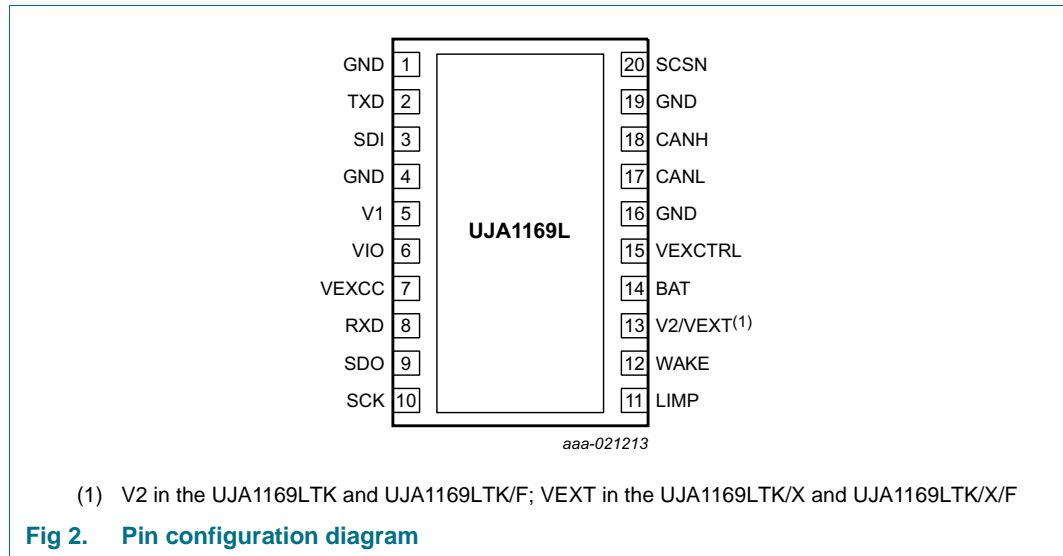 GND 1 20 SCSN
TXD 2 19 GND
SDI 3 18 CANH
GND 4 17 CANL
V1 5 16 GND
UJA1169L
VIO 6 15 VEXCTRL
VEXCC 7 14 BAT
RXD 8 13 V2/VEXT(1)
SDO 9 12 WAKE
SCK 10 11 LIMP
aaa-021213
(1) V2 in the UJA1169LTK and UJA1169LTK/F; VEXT in the UJA1169LTK/X and UJA1169LTK/X/F
Fig 2. Pin configuration diagram